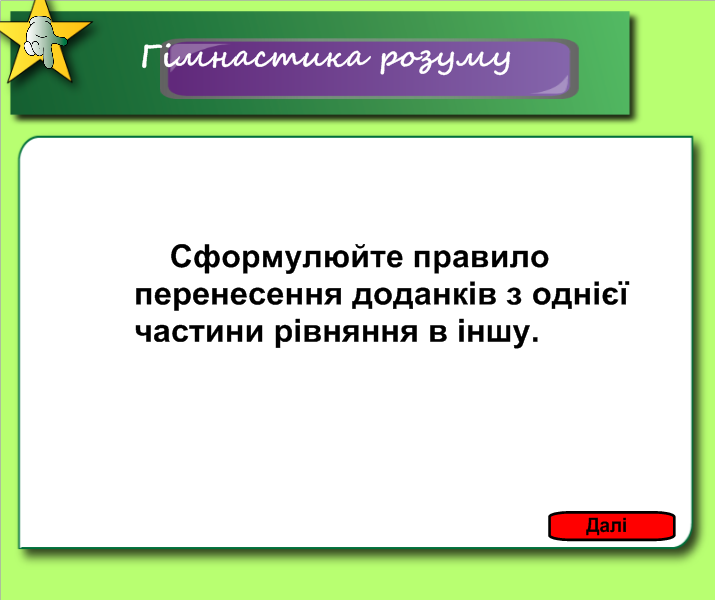 Гімнастика розуму
Сформулюйте правило
перенесення доданків з однієї
частини рівняння в іншу.
Далі